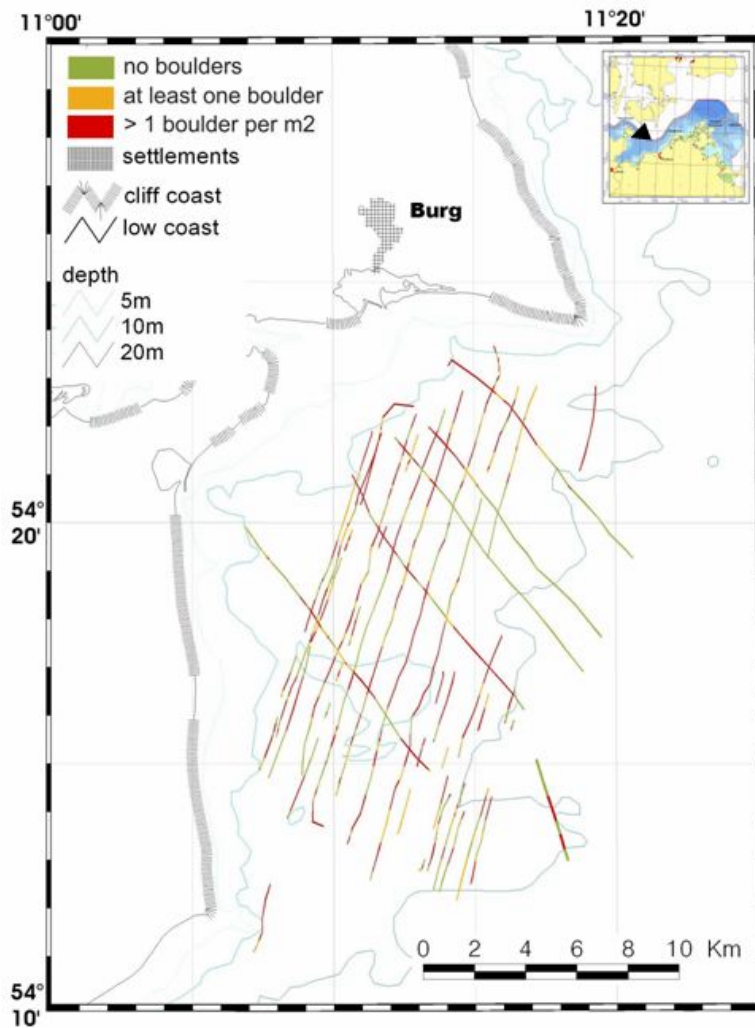 11°00'
11°20'
no boulders
at least one boulder
> 1 boulder per m2
settlements
cliff coast
low coast
Burg
depth
5m
10m
20m
54°
20'
0 2 4 6 8 10 Km
54°
10'